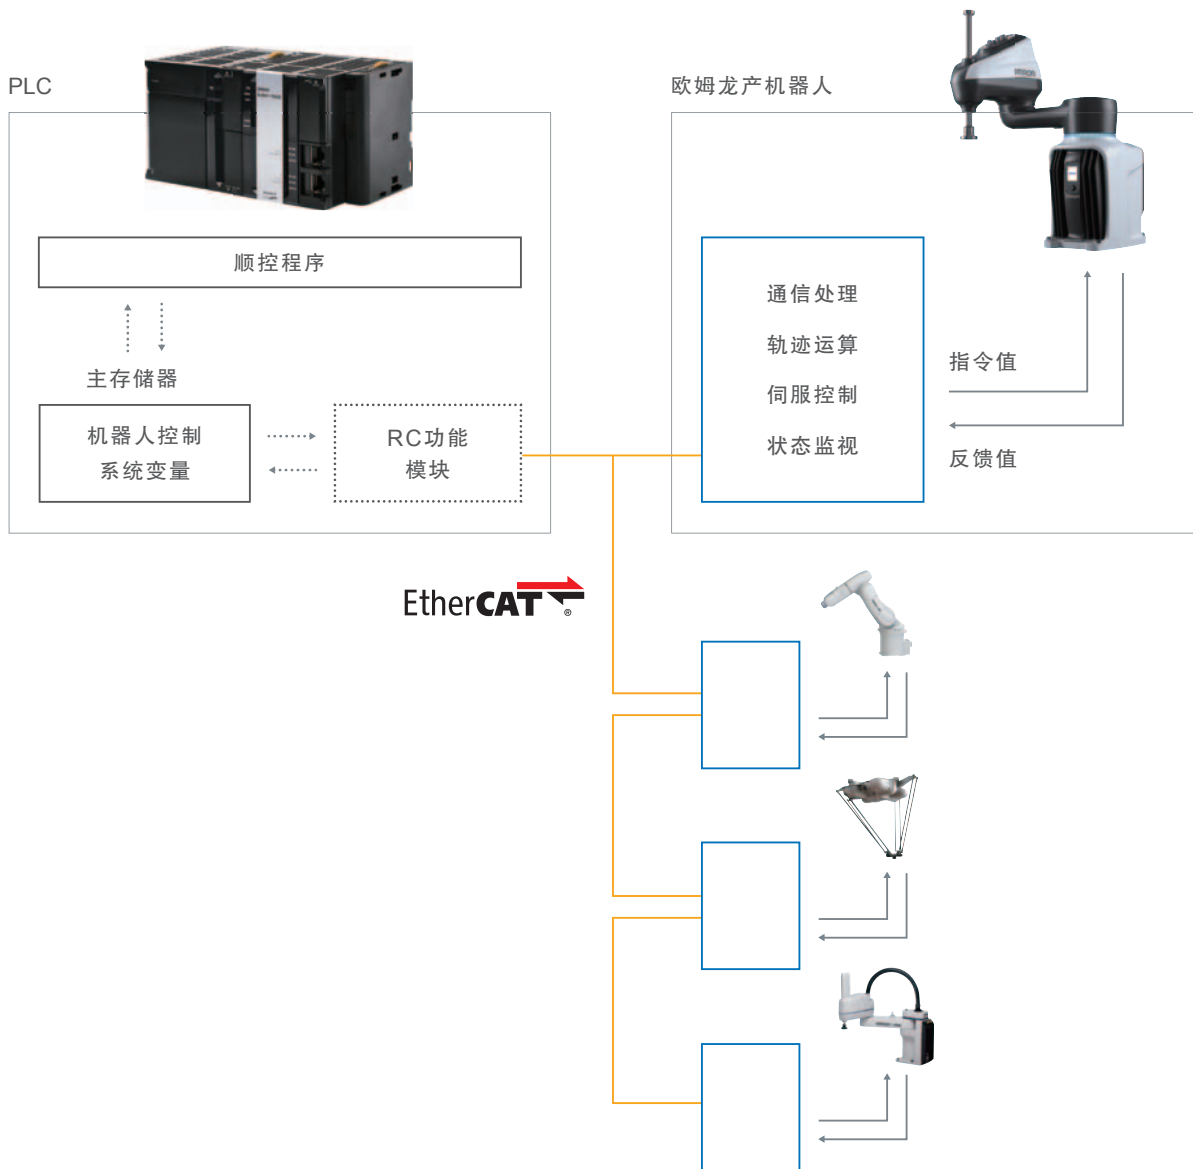 PLC
顺控程序
主存储器
机器人控制
系统变量
RC功能
模块
欧姆龙产机器人
通信处理
轨迹运算
伺服控制
状态监视
指令值
反馈值
EtherCAT®